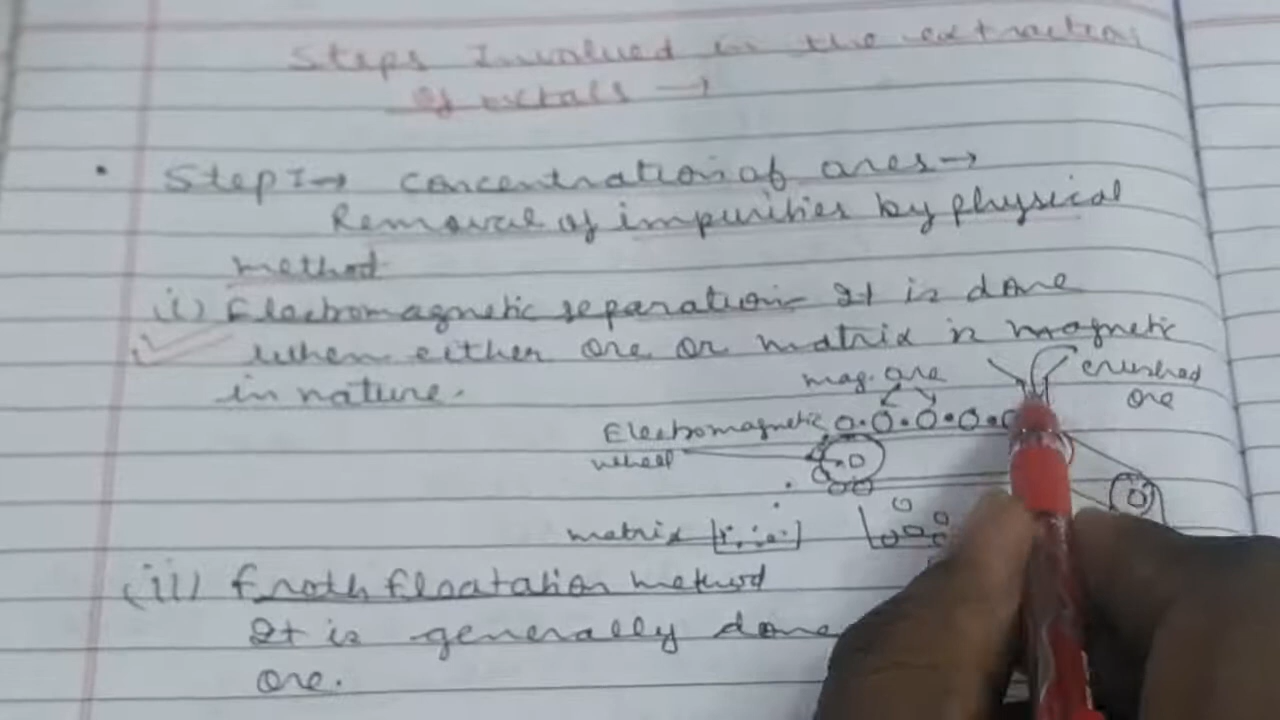 Steps Involved in the extraction
of metals →
Step I → Concentration of ores →
Removal of impurities by physical
method
(i) Electromagnetic separation - It is done
when either ore or matrix is magnetic
in nature.
mag. ore
crushed
ore
Electromagnetic
wheel
matrix
(ii) Froth floatation method
It is generally done
ore.